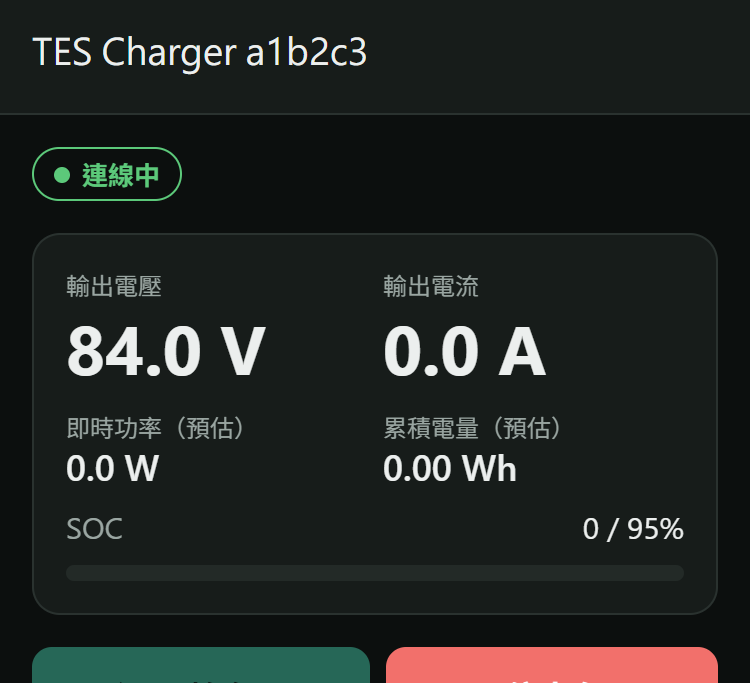 TES Charger a1b2c3
連線中
輸出電壓 輸出電流
84.0 V 0.0 A
即時功率（預估） 累積電量（預估）
0.0 W 0.00 Wh
SOC 0 / 95%